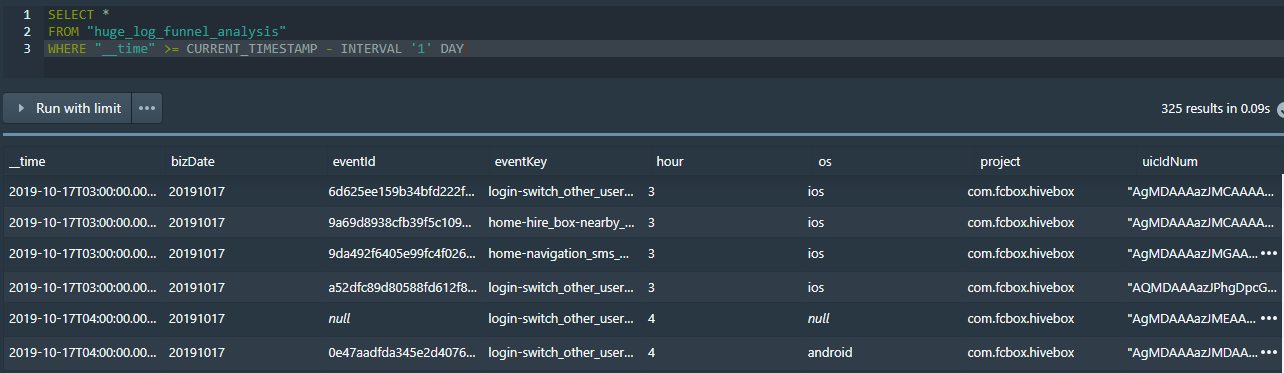 1 SELECT *
2 FROM "huge_log_funnel_analysis"
3 WHERE "__time" >= CURRENT_TIMESTAMP - INTERVAL '1' DAY
Run with limit ••• 325 results in 0.09s
__time bizDate eventId eventKey hour os project uicIdNum
2019-10-17T03:00:00.00... 20191017 6d625ee159b34bfd222f... login-switch_other_user... 3 ios com.fcbox.hivebox "AgMDAAAazJMCAAAA...
2019-10-17T03:00:00.00... 20191017 9a69d8938cfb39f5c109... home-hire_box-nearby_... 3 ios com.fcbox.hivebox "AgMDAAAazJMCAAAA...
2019-10-17T03:00:00.00... 20191017 9da492f6405e99fc4f026... home-navigation_sms_... 3 ios com.fcbox.hivebox "AgMDAAAazJMGAA... •••
2019-10-17T03:00:00.00... 20191017 a52dfc89d80588fd612f8... login-switch_other_user... 3 ios com.fcbox.hivebox "AQMDAAAazJPhgDpcG...
2019-10-17T04:00:00.00... 20191017 null login-switch_other_user... 4 null com.fcbox.hivebox "AgMDAAAazJMEAA... •••
2019-10-17T04:00:00.00... 20191017 0e47aadfda345e2d4076... login-switch_other_user... 4 android com.fcbox.hivebox "AgMDAAAazJMDAA... •••